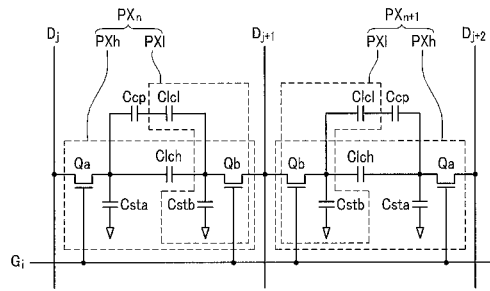 PXn PXn+1
Dj PXh PXl Dj+1 PXl PXh Dj+2
Ccp Clcl Clcl Ccp
Qa Clch Qb Qb Clch Qa
Csta Cstb Cstb Csta
Gi